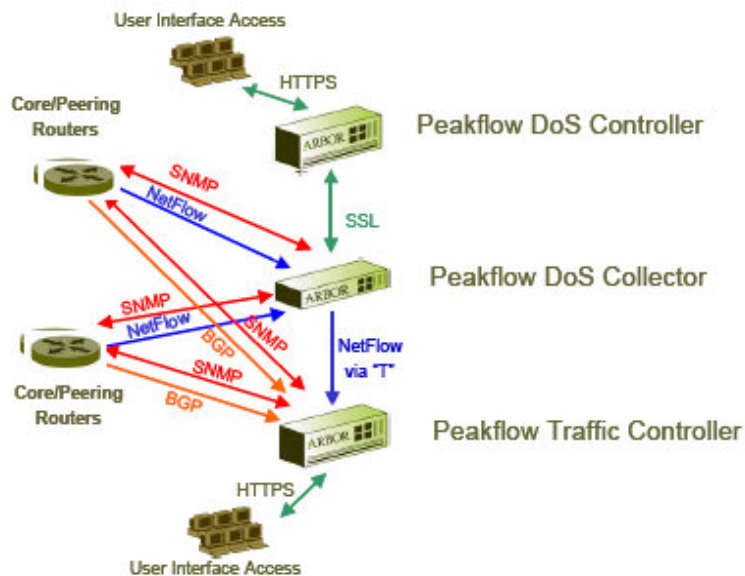 User Interface Access
HTTPS
Core/Peering
Routers
ARBOR
Peakflow DoS Controller
SNMP
NetFlow
SSL
ARBOR
Peakflow DoS Collector
SNMP
NetFlow
SNMP
BGP
NetFlow
via "T"
SNMP
BGP
Core/Peering
Routers
ARBOR
Peakflow Traffic Controller
HTTPS
User Interface Access